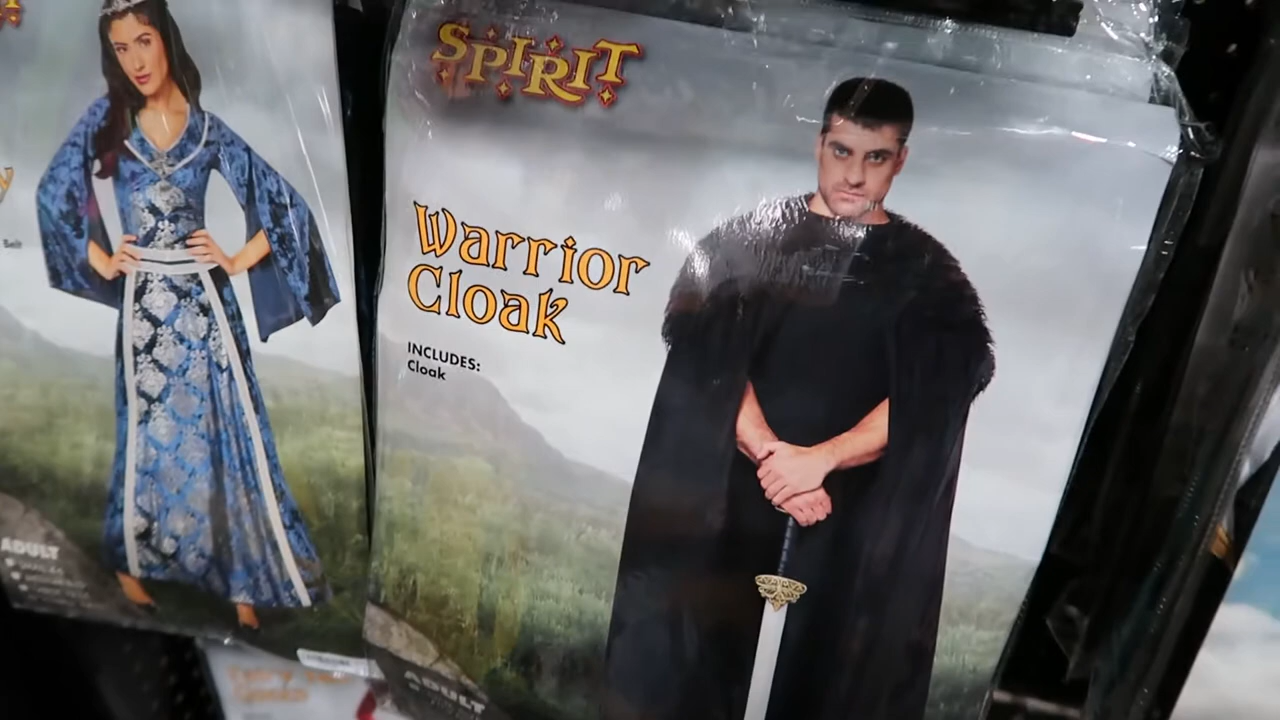 SPIRIT
Warrior
Cloak
INCLUDES:
Cloak
ADULT
ADULT